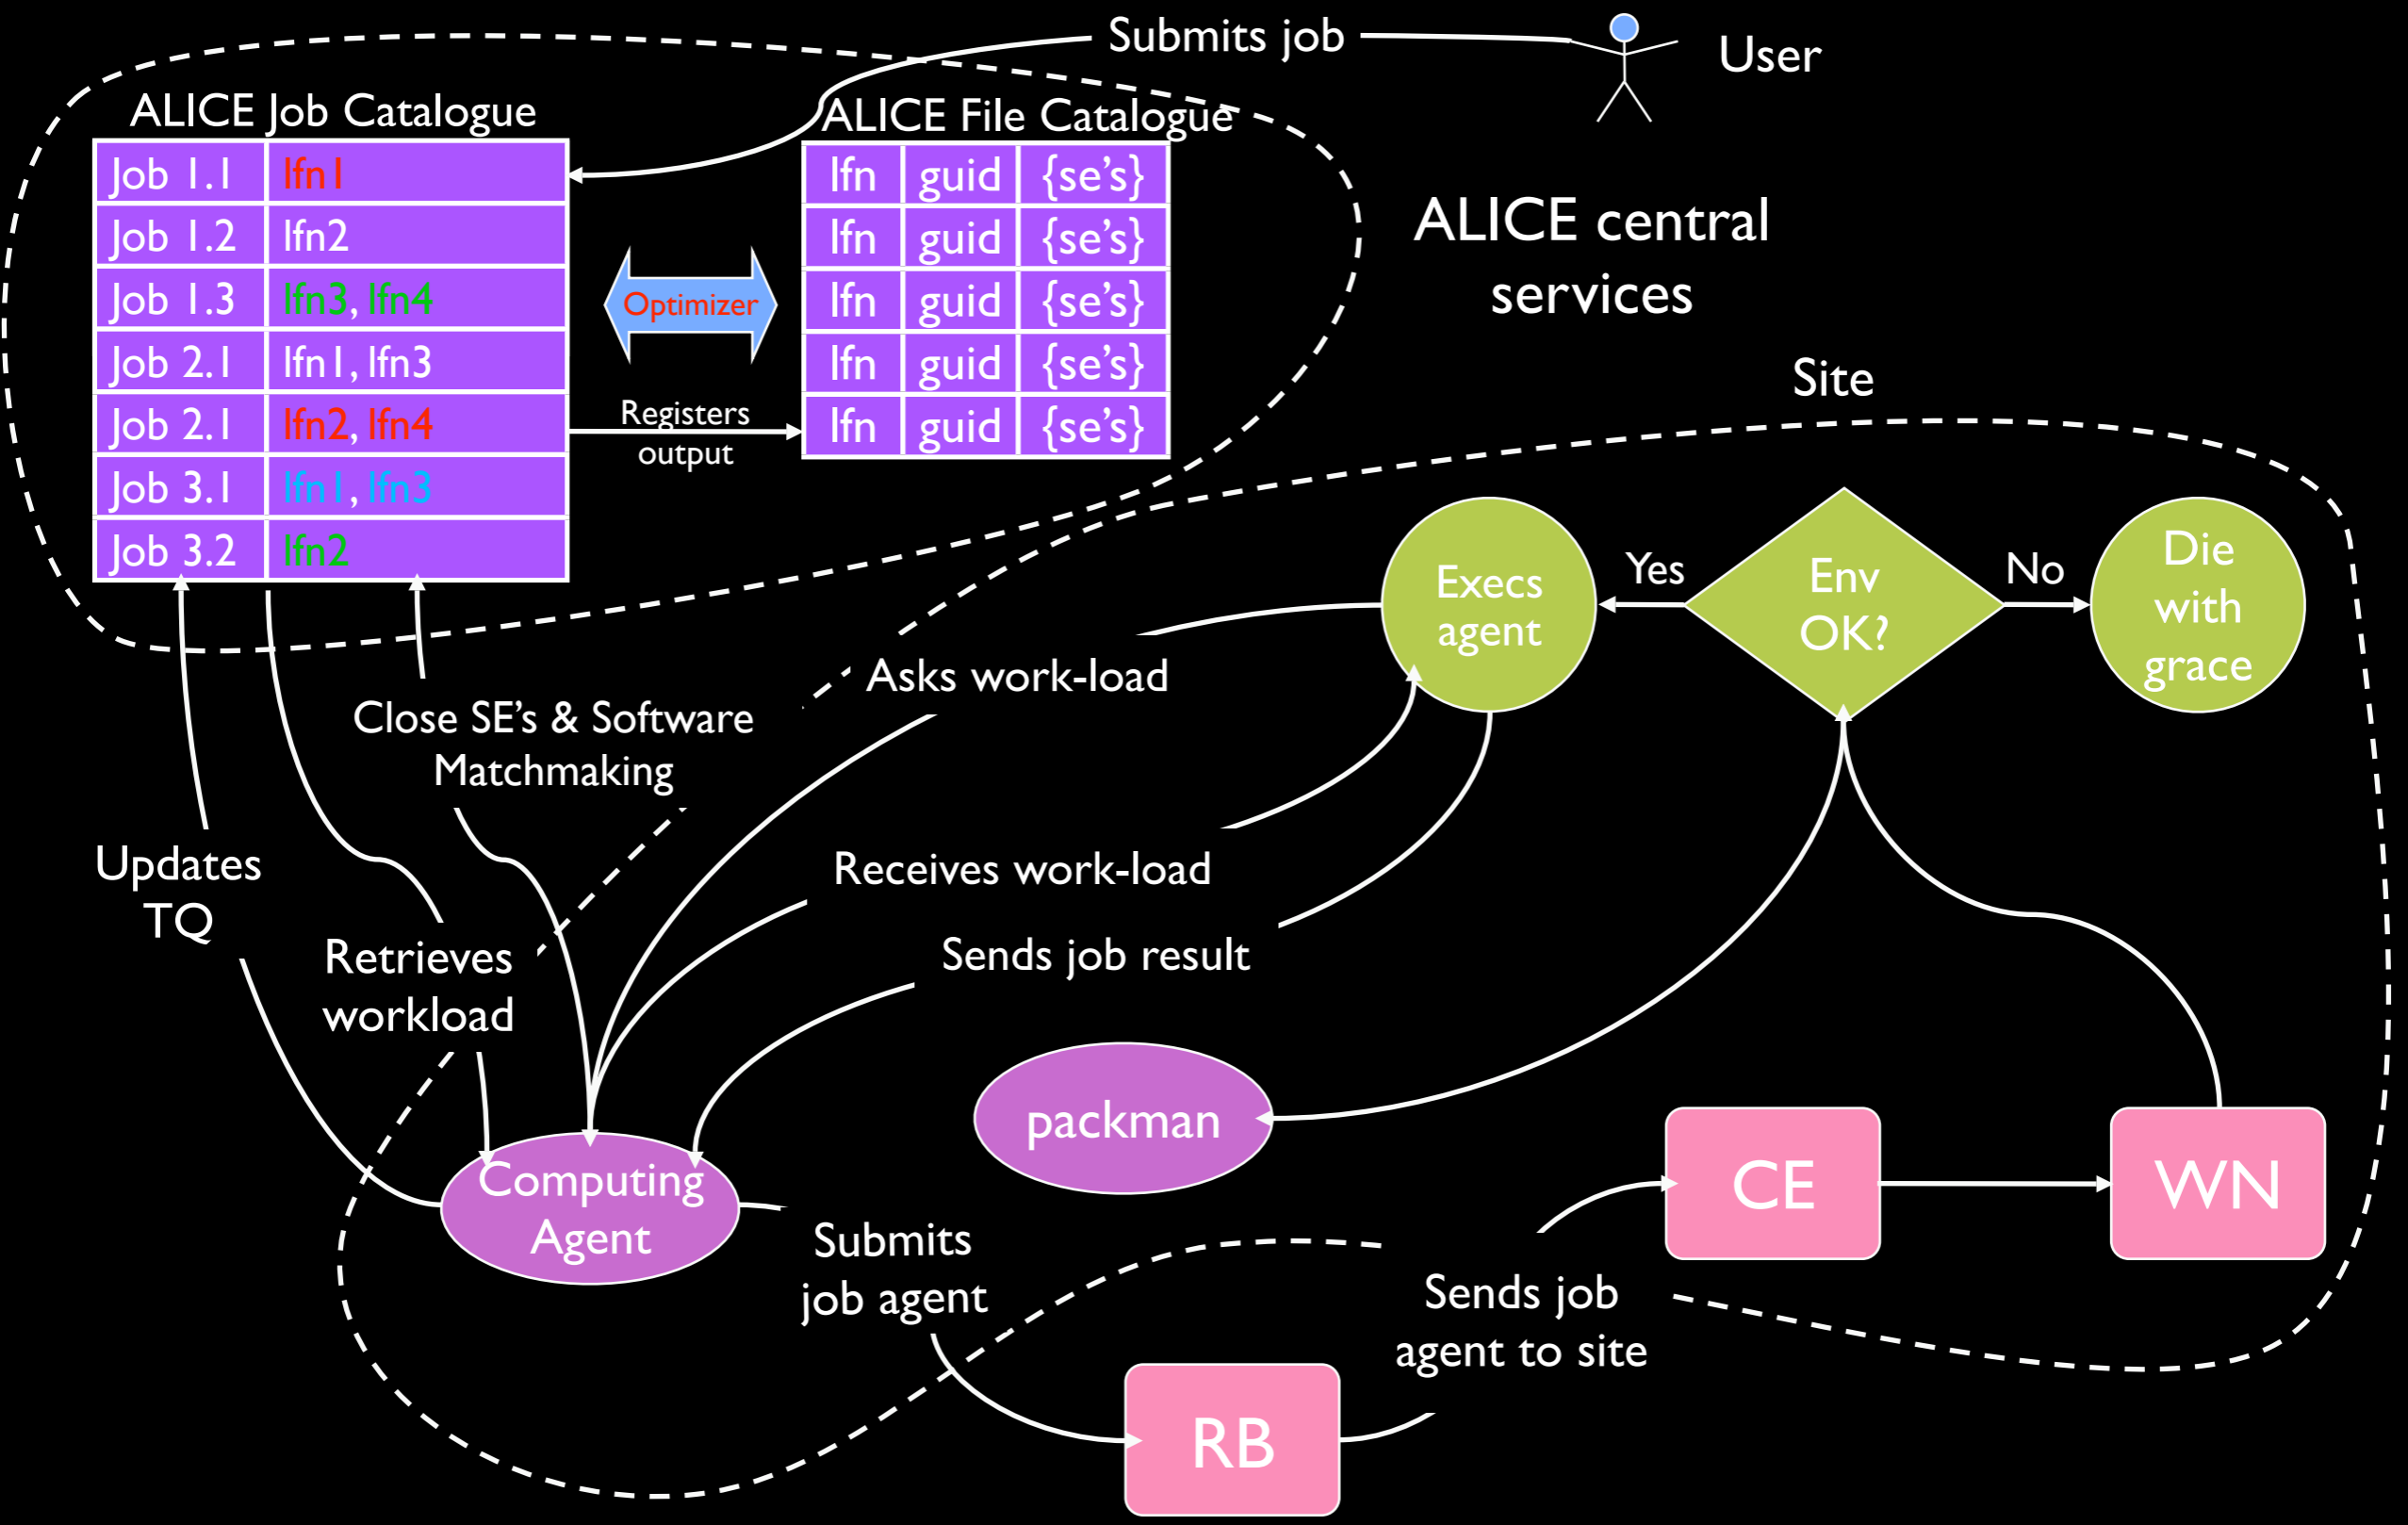 Submits job
User
ALICE Job Catalogue
ALICE File Catalogue
Job 1.1 lfn1
Job 1.2 lfn2
Job 1.3 lfn3, lfn4
Job 2.1 lfn1, lfn3
Job 2.1 lfn2, lfn4
Job 3.1 lfn1, lfn3
Job 3.2 lfn2
Optimizer
Registers
output
lfn guid {se's}
lfn guid {se's}
lfn guid {se's}
lfn guid {se's}
lfn guid {se's}
ALICE central
services
Site
Execs
agent
Yes
Env
OK?
No
Die
with
grace
Asks work-load
Close SE's & Software
Matchmaking
Updates
TQ
Receives work-load
Retrieves
workload
Sends job result
packman
Computing
Agent
CE
WN
Submits
job agent
Sends job
agent to site
RB